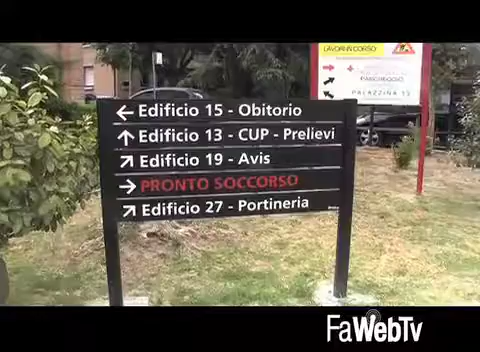 LAVORI IN CORSO
PARCHEGGIO
PALAZZINA 13
← Edificio 15 - Obitorio
↑ Edificio 13 - CUP - Prelievi
↗ Edificio 19 - Avis
→ PRONTO SOCCORSO
↗ Edificio 27 - Portineria
FaWebTv